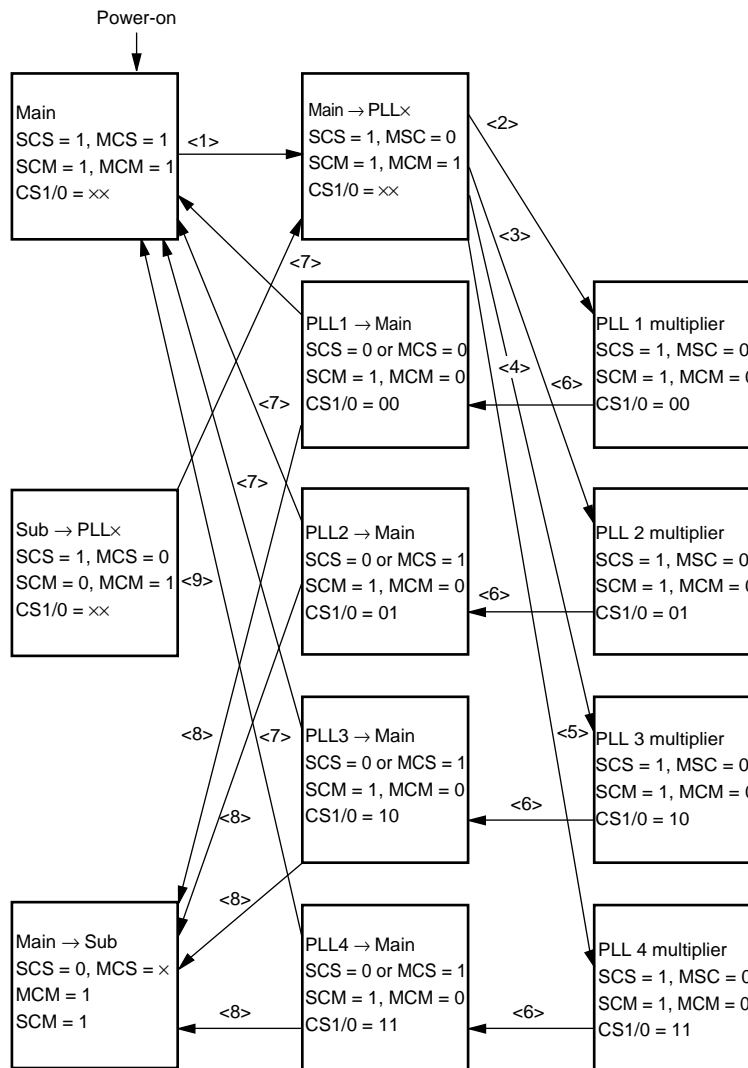 Power-on
Main
SCS = 1, MCS = 1
SCM = 1, MCM = 1
CS1/0 = ××
<1>
Main → PLL×
SCS = 1, MSC = 0
SCM = 1, MCM = 1
CS1/0 = ××
<2>
<3>
<7>
PLL1 → Main
SCS = 0 or MCS = 0
SCM = 1, MCM = 0
CS1/0 = 00
<4>
<6>
PLL 1 multiplier
SCS = 1, MSC = 0
SCM = 1, MCM = 0
CS1/0 = 00
<7>
<7>
Sub → PLL×
SCS = 1, MCS = 0
SCM = 0, MCM = 1
CS1/0 = ××
<9>
PLL2 → Main
SCS = 0 or MCS = 1
SCM = 1, MCM = 0
CS1/0 = 01
<6>
PLL 2 multiplier
SCS = 1, MSC = 0
SCM = 1, MCM = 0
CS1/0 = 01
<8>
<7>
PLL3 → Main
SCS = 0 or MCS = 1
SCM = 1, MCM = 0
CS1/0 = 10
<5>
<6>
PLL 3 multiplier
SCS = 1, MSC = 0
SCM = 1, MCM = 0
CS1/0 = 10
<8>
<8>
Main → Sub
SCS = 0, MCS = ×
MCM = 1
SCM = 1
<8>
PLL4 → Main
SCS = 0 or MCS = 1
SCM = 1, MCM = 0
CS1/0 = 11
<6>
PLL 4 multiplier
SCS = 1, MSC = 0
SCM = 1, MCM = 0
CS1/0 = 11